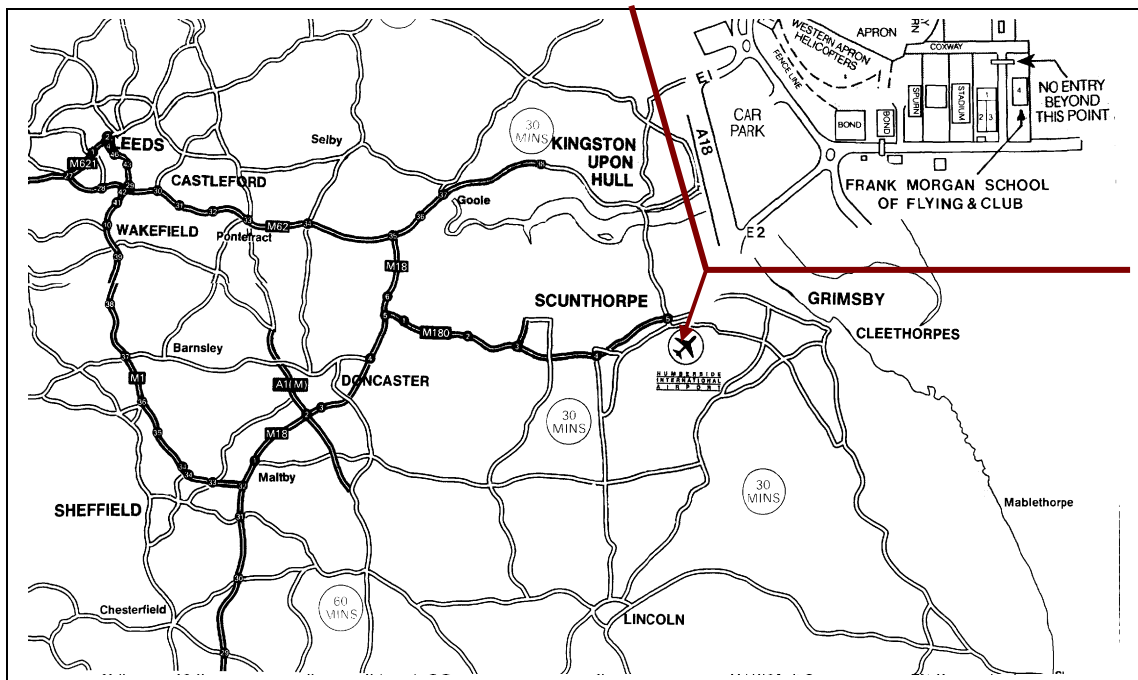 WESTERN APRON
HELICOPTERS
APRON
COXWAY
FENCE LINE
E1
CAR
PARK
A18
BOND
BOND
SPURN
STADIUM
1
2
3
4
NO ENTRY
BEYOND
THIS POINT
FRANK MORGAN SCHOOL
OF FLYING & CLUB
E2
30
MINS
Selby
LEEDS
M621
CASTLEFORD
KINGSTON
UPON
HULL
Goole
WAKEFIELD
Pontefract
M62
M18
SCUNTHORPE
GRIMSBY
CLEETHORPES
M180
Barnsley
M1
A1(M)
DONCASTER
HUMBERSIDE
INTERNATIONAL
AIRPORT
30
MINS
M18
Maltby
30
MINS
SHEFFIELD
Mablethorpe
60
MINS
Chesterfield
LINCOLN